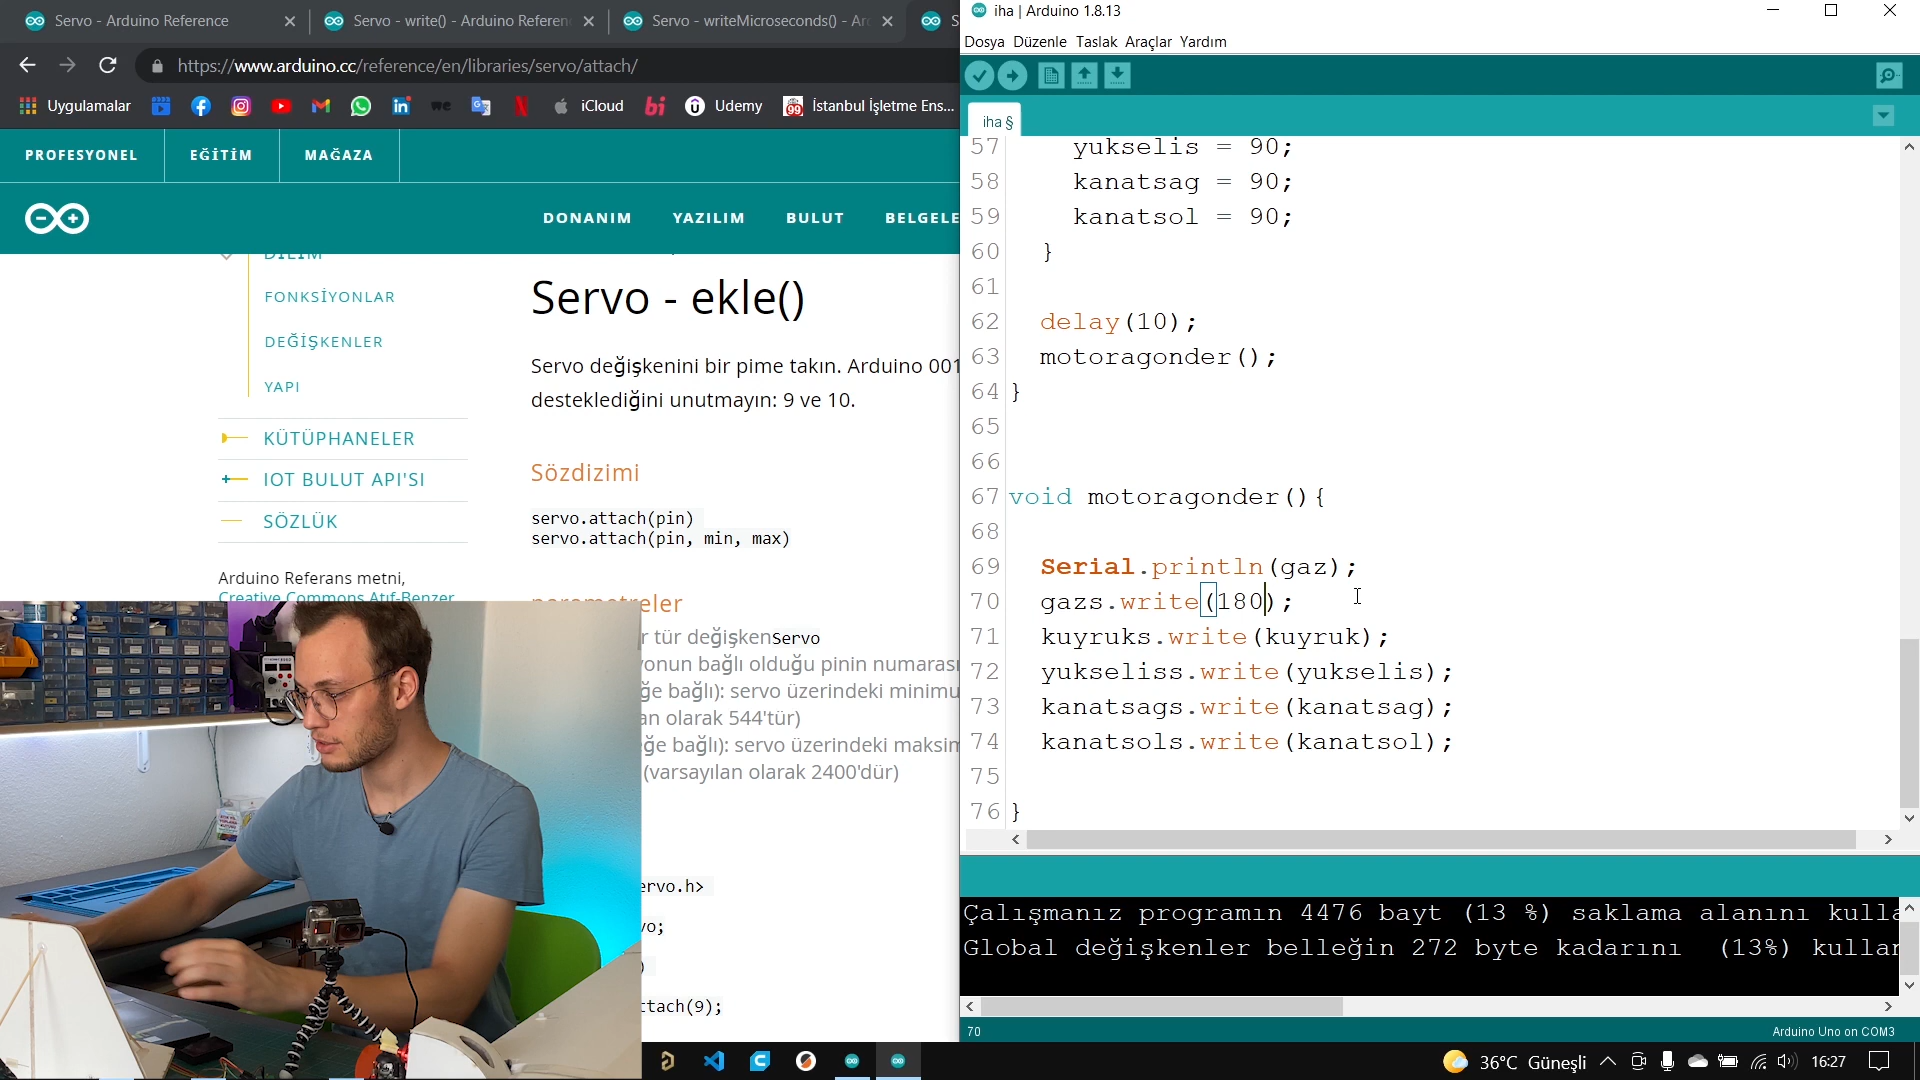 Servo - Arduino Reference
Servo - write() - Arduino Referen
Servo - writeMicroseconds() - Ar
S
https://www.arduino.cc/reference/en/libraries/servo/attach/
Uygulamalar
we
iCloud
bi
Udemy
99
İstanbul İşletme Ens...
PROFESYONEL
EĞİTİM
MAĞAZA
DONANIM
YAZILIM
BULUT
BELGELE
DİLİM
FONKSİYONLAR
DEĞİŞKENLER
YAPI
KÜTÜPHANELER
IOT BULUT API'SI
SÖZLÜK
Arduino Referans metni,
Creative Commons Atıf-Benzer
Servo - ekle()
Servo değişkenini bir pime takın. Arduino 001
desteklediğini unutmayın: 9 ve 10.
Sözdizimi
servo.attach(pin)
servo.attach(pin, min, max)
parametreler
r tür değişkenServo
onun bağlı olduğu pinin numarası
ğe bağlı): servo üzerindeki minimu
an olarak 544'tür)
ğe bağlı): servo üzerindeki maksim
(varsayılan olarak 2400'dür)
ervo.h>
vo;
)
ttach(9);
iha | Arduino 1.8.13
Dosya Düzenle Taslak Araçlar Yardım
iha §
57 yukselis = 90;
58 kanatsag = 90;
59 kanatsol = 90;
60 }
61
62 delay(10);
63 motoragonder();
64 }
65
66
67 void motoragonder(){
68
69 Serial.println(gaz);
70 gazs.write(180);
71 kuyruks.write(kuyruk);
72 yukseliss.write(yukselis);
73 kanatsags.write(kanatsag);
74 kanatsols.write(kanatsol);
75
76 }
Çalışmanız programın 4476 bayt (13 %) saklama alanını kulla
Global değişkenler belleğin 272 byte kadarını (13%) kullan
70
Arduino Uno on COM3
36°C Güneşli
16:27